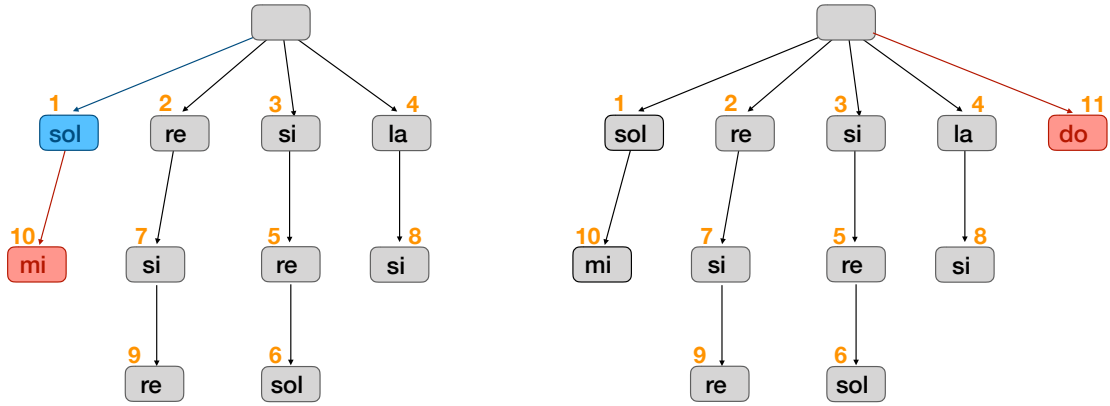 1 2 3 4
sol re si la
10 7 5 8
mi si re si
9 6
re sol
1 2 3 4 11
sol re si la do
10 7 5 8
mi si re si
9 6
re sol